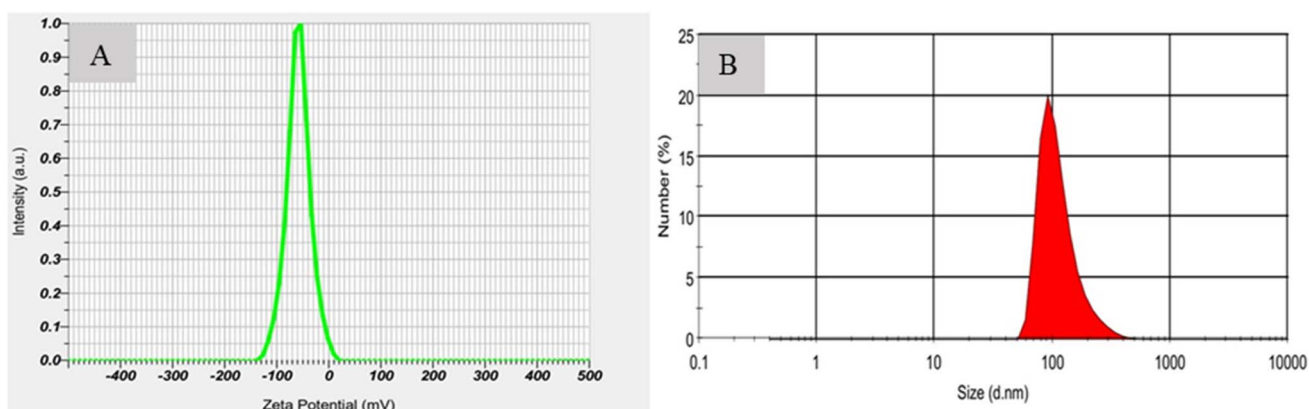 A
Intensity (a.u.)
1.0
0.9
0.8
0.7
0.6
0.5
0.4
0.3
0.2
0.1
0.0
-400 -300 -200 -100 0 100 200 300 400 500
Zeta Potential (mV)
B
Number (%)
25
20
15
10
5
0
0.1 1 10 100 1000 10000
Size (d.nm)